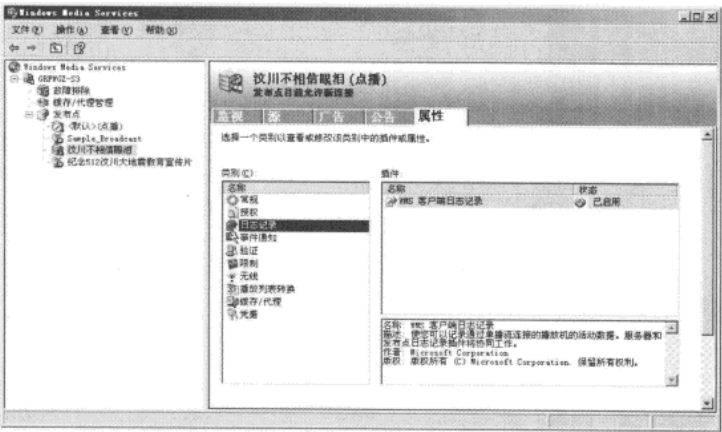 Windows Media Services
文件(F) 操作(A) 查看(V) 帮助(H)
Windows Media Services
GRFWGZ-S3
故障排除
缓存/代理管理
发布点
<默认>(点播)
Sample_Broadcast
汶川不相信眼泪
纪念512汶川大地震教育宣传片
汶川不相信眼泪 (点播)
发布点目前允许新连接
监视 源 广告 公告 属性
选择一个类别以查看或修改该类别中的插件或属性。
类别(C):
名称
常规
授权
日志记录
事件通知
验证
限制
无线
播放列表转换
缓存/代理
凭据
插件:
名称 状态
WMS 客户端日志记录 已启用
名称: WMS 客户端日志记录
描述: 使您可以记录通过单播流连接的播放机的活动数据。服务器和
发布点日志记录插件将协同工作。
作者: Microsoft Corporation
版权: 版权所有 (C) Microsoft Corporation. 保留所有权利。